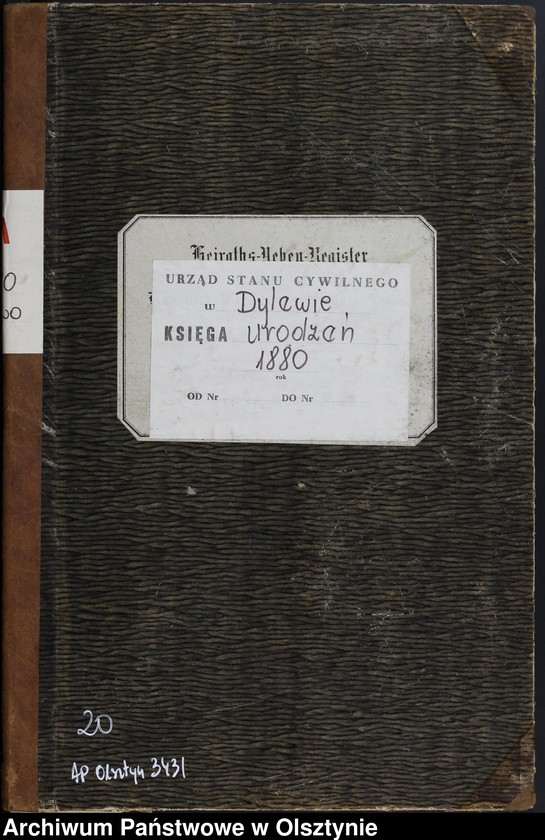 Heiraths-Neben-Register
URZĄD STANU CYWILNEGO
w Dylewie
KSIĘGA urodzeń
1880
rok
OD Nr DO Nr
20
AP Olsztyn 3431
Archiwum Państwowe w Olsztynie